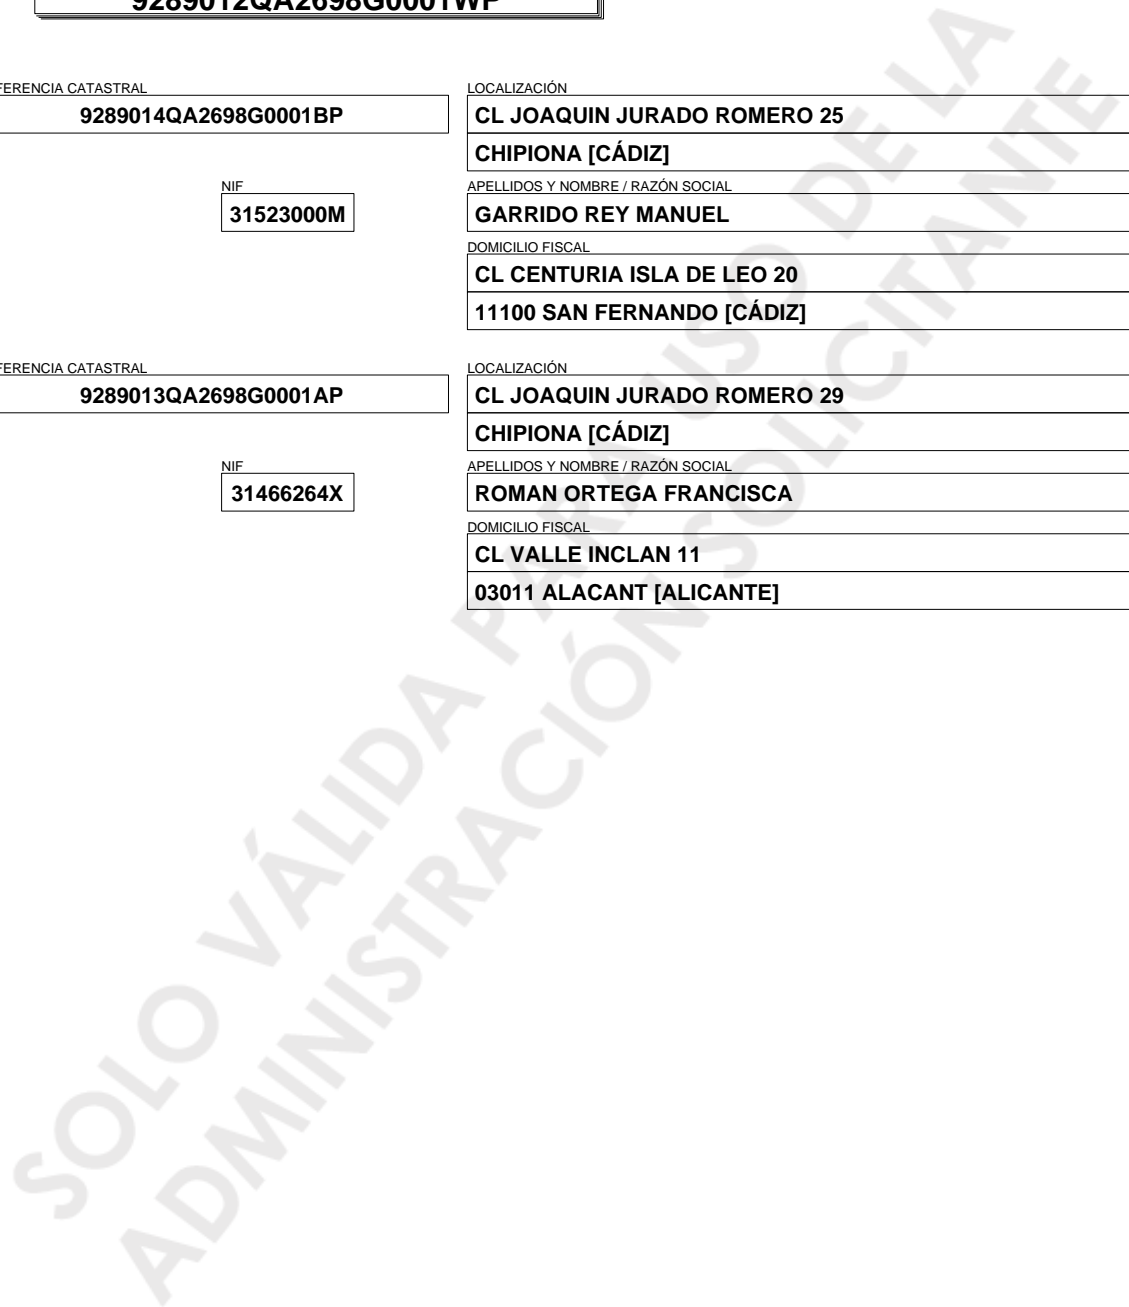 9289012QA2698G0001WP
FERENCIA CATASTRAL
LOCALIZACIÓN
9289014QA2698G0001BP
CL JOAQUIN JURADO ROMERO 25
CHIPIONA [CÁDIZ]
NIF
APELLIDOS Y NOMBRE / RAZÓN SOCIAL
31523000M
GARRIDO REY MANUEL
DOMICILIO FISCAL
CL CENTURIA ISLA DE LEO 20
11100 SAN FERNANDO [CÁDIZ]
FERENCIA CATASTRAL
LOCALIZACIÓN
9289013QA2698G0001AP
CL JOAQUIN JURADO ROMERO 29
CHIPIONA [CÁDIZ]
NIF
APELLIDOS Y NOMBRE / RAZÓN SOCIAL
31466264X
ROMAN ORTEGA FRANCISCA
DOMICILIO FISCAL
CL VALLE INCLAN 11
03011 ALACANT [ALICANTE]
SOLO VÁLIDA PARA USO DE LA
ADMINISTRACIÓN SOLICITANTE